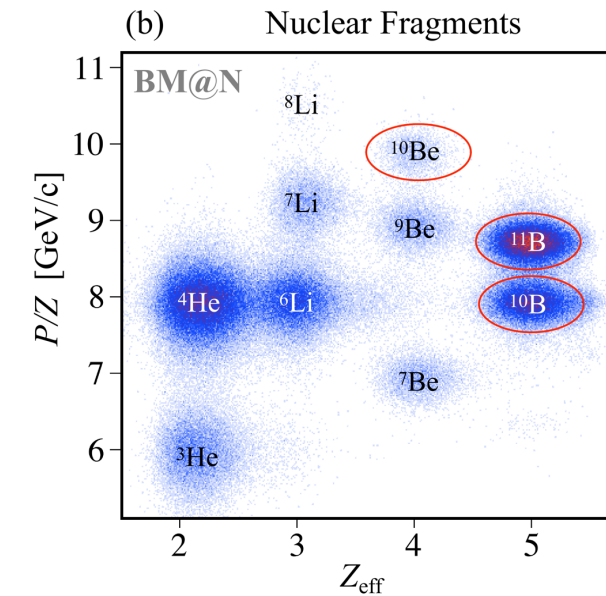 (b) Nuclear Fragments
BM@N
11
10
9
8
7
6
P/Z [GeV/c]
⁸Li
¹⁰Be
⁷Li
⁹Be
¹¹B
⁴He
⁶Li
¹⁰B
⁷Be
³He
2 3 4 5
Z_eff